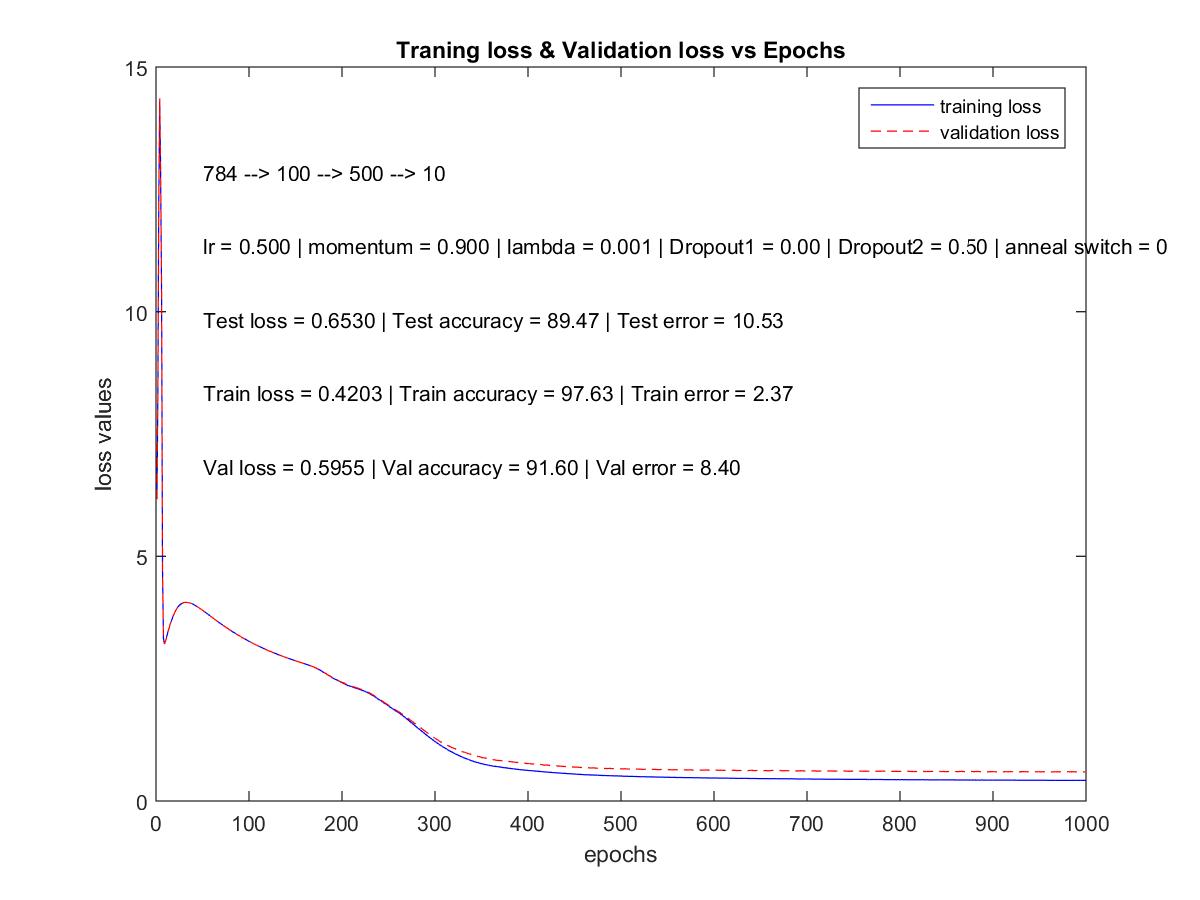 Traning loss & Validation loss vs Epochs
15
training loss
validation loss
784 --> 100 --> 500 --> 10
lr = 0.500 | momentum = 0.900 | lambda = 0.001 | Dropout1 = 0.00 | Dropout2 = 0.50 | anneal switch = 0
10
Test loss = 0.6530 | Test accuracy = 89.47 | Test error = 10.53
Train loss = 0.4203 | Train accuracy = 97.63 | Train error = 2.37
loss values
Val loss = 0.5955 | Val accuracy = 91.60 | Val error = 8.40
5
0
0 100 200 300 400 500 600 700 800 900 1000
epochs